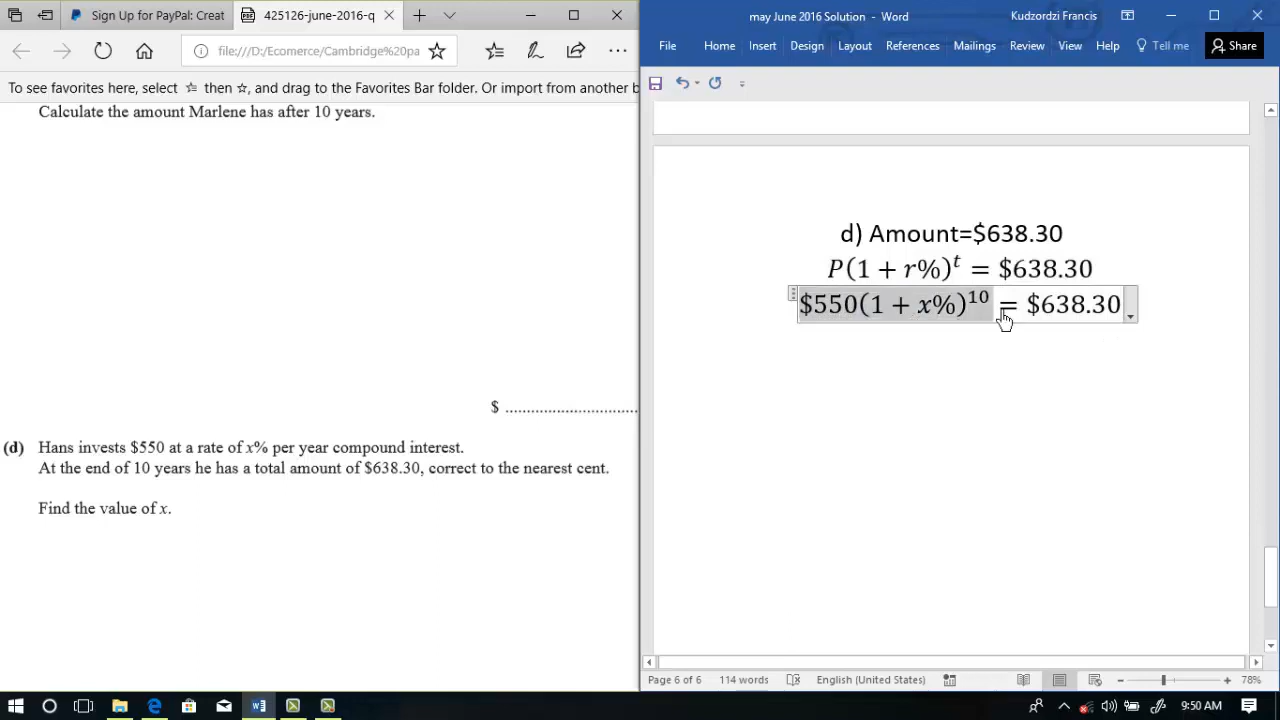 Sign Up for PayPal: Creat
425126-june-2016-q
file:///D:/Ecomerce/Cambridge%20pa
To see favorites here, select ☆ then ☆, and drag to the Favorites Bar folder. Or import from another b
Calculate the amount Marlene has after 10 years.
$ ...............................
(d) Hans invests $550 at a rate of x% per year compound interest.
At the end of 10 years he has a total amount of $638.30, correct to the nearest cent.
Find the value of x.
may June 2016 Solution - Word
Kudzordzi Francis
File Home Insert Design Layout References Mailings Review View Help Tell me Share
d) Amount=$638.30
P(1 + r%)^t = $638.30
$550(1 + x%)^10 = $638.30
Page 6 of 6 114 words English (United States) 78%
9:50 AM